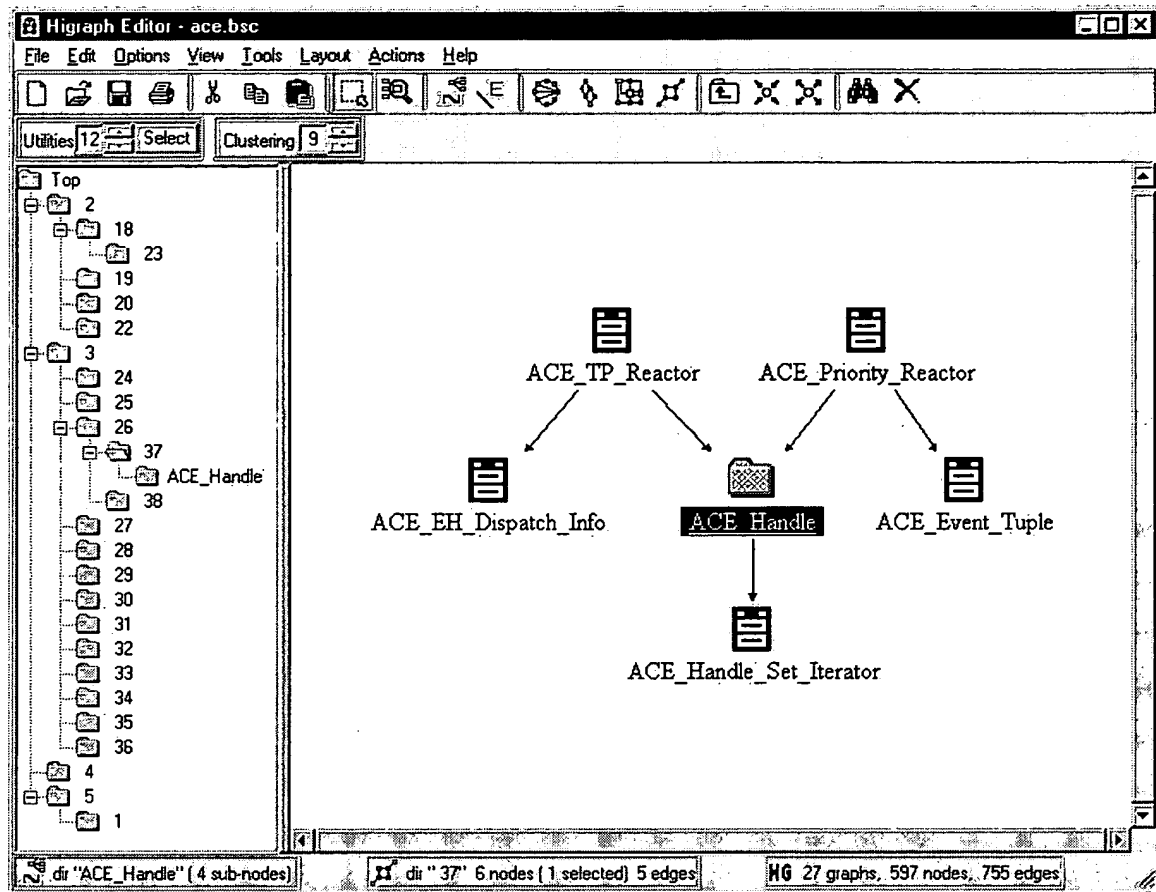 Higraph Editor - ace.bsc
File Edit Options View Tools Layout Actions Help
Utilities 12 Select Clustering 9
Top
2
18
23
19
20
22
3
24
25
26
37
ACE_Handle
38
27
28
29
30
31
32
33
34
35
36
4
5
1
ACE_TP_Reactor ACE_Priority_Reactor
ACE_EH_Dispatch_Info ACE_Handle ACE_Event_Tuple
ACE_Handle_Set_Iterator
dir "ACE_Handle" ( 4 sub-nodes) dir " 37" 6 nodes ( 1 selected) 5 edges HG 27 graphs, 597 nodes, 755 edges